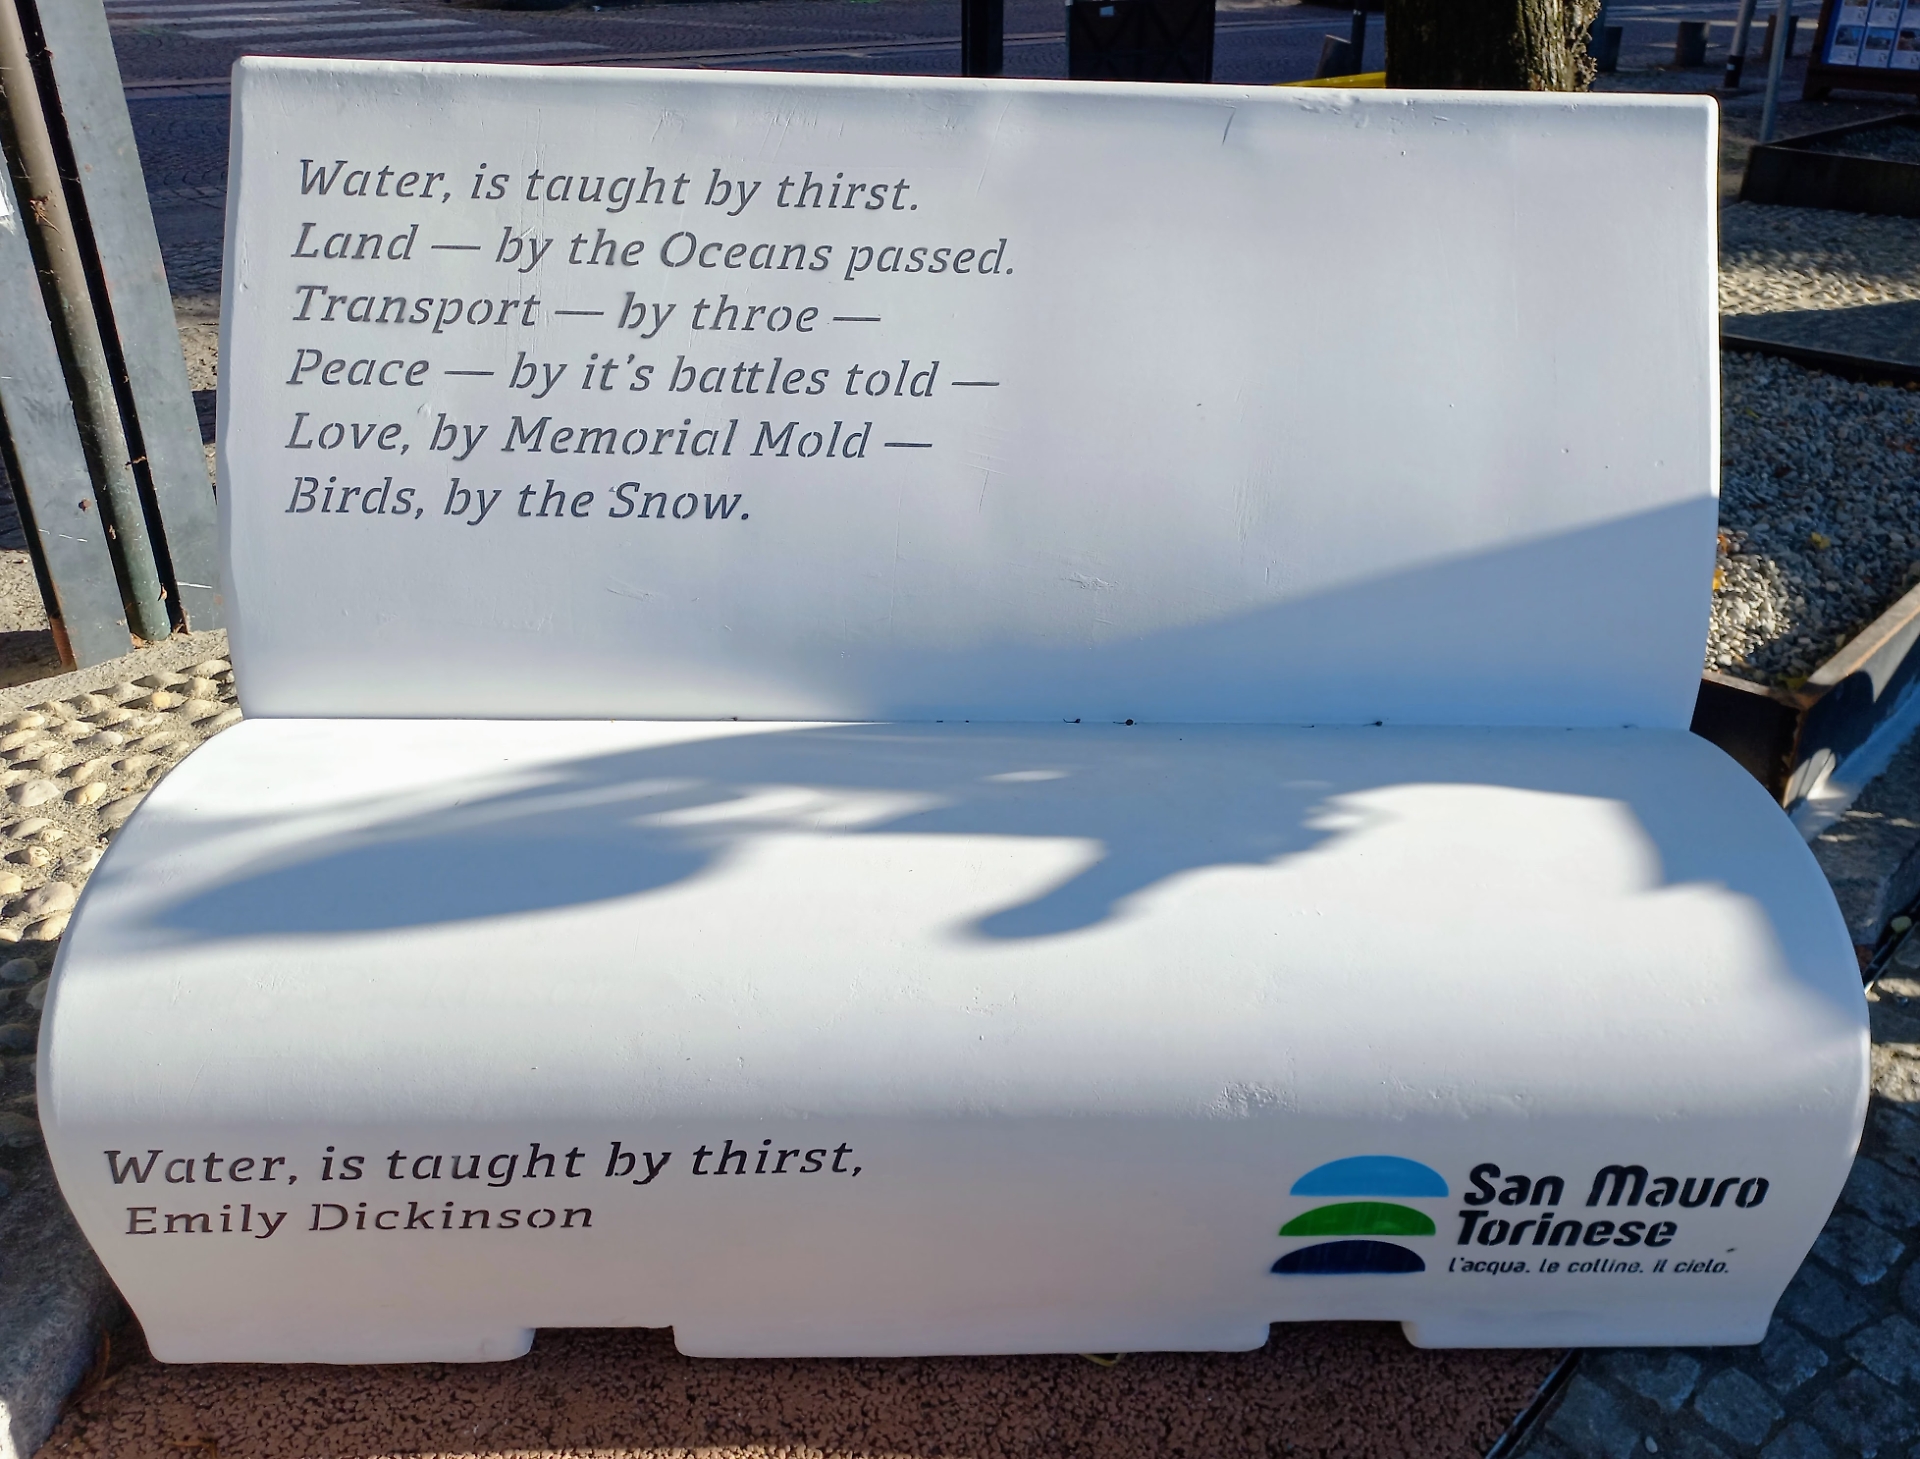 Water, is taught by thirst.
Land — by the Oceans passed.
Transport — by throe —
Peace — by it's battles told —
Love, by Memorial Mold —
Birds, by the Snow.
Water, is taught by thirst,
Emily Dickinson
San Mauro
Torinese
l'acqua. le colline. il cielo.